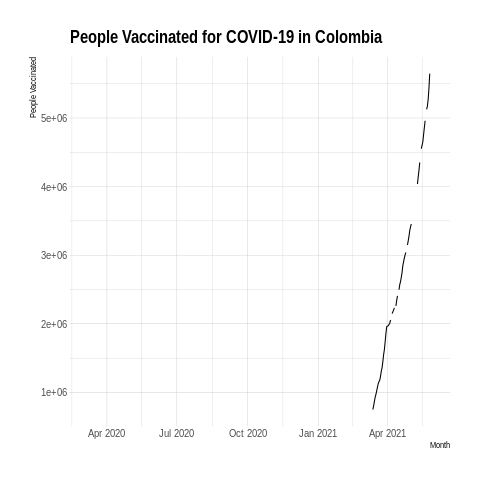 People Vaccinated for COVID-19 in Colombia
People Vaccinated
5e+06
4e+06
3e+06
2e+06
1e+06
Apr 2020 Jul 2020 Oct 2020 Jan 2021 Apr 2021
Month